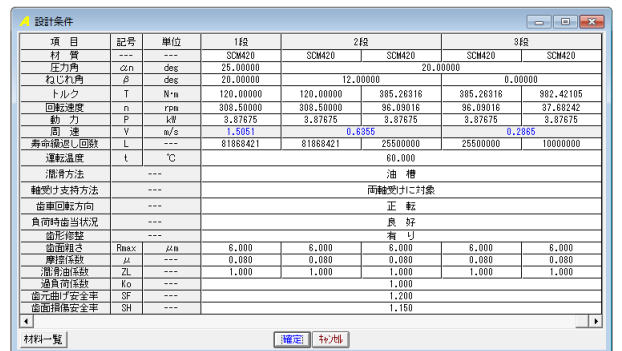 設計条件
項 目 記号 単位 1段 2段 3段
材 質 --- --- SCM420 SCM420 SCM420 SCM420 SCM420
圧力角 αn deg 25.00000 20.00000
ねじれ角 β deg 20.00000 12.00000 0.00000
トルク T N·m 120.00000 120.00000 385.26316 385.26316 982.42105
回転速度 n rpm 308.50000 308.50000 96.09016 96.09016 37.68242
動 力 P kW 3.87675 3.87675 3.87675 3.87675 3.87675
周 速 V m/s 1.5051 0.6355 0.2865
寿命繰返し回数 L --- 81868421 81868421 25500000 25500000 10000000
運転温度 t ℃ 60.000
潤滑方法 --- 油 槽
軸受け支持方法 --- 両軸受けに対象
歯車回転方向 --- 正 転
負荷時歯当状況 --- 良 好
歯形修整 --- 有 り
歯面粗さ Rmax μm 6.000 6.000 6.000 6.000 6.000
摩擦係数 μ --- 0.080 0.080 0.080 0.080 0.080
潤滑油係数 ZL --- 1.000 1.000 1.000 1.000 1.000
過負荷係数 Ko --- 1.000
歯元曲げ安全率 SF --- 1.200
歯面損傷安全率 SH --- 1.150
材料一覧 確定 ｷｬﾝｾﾙ